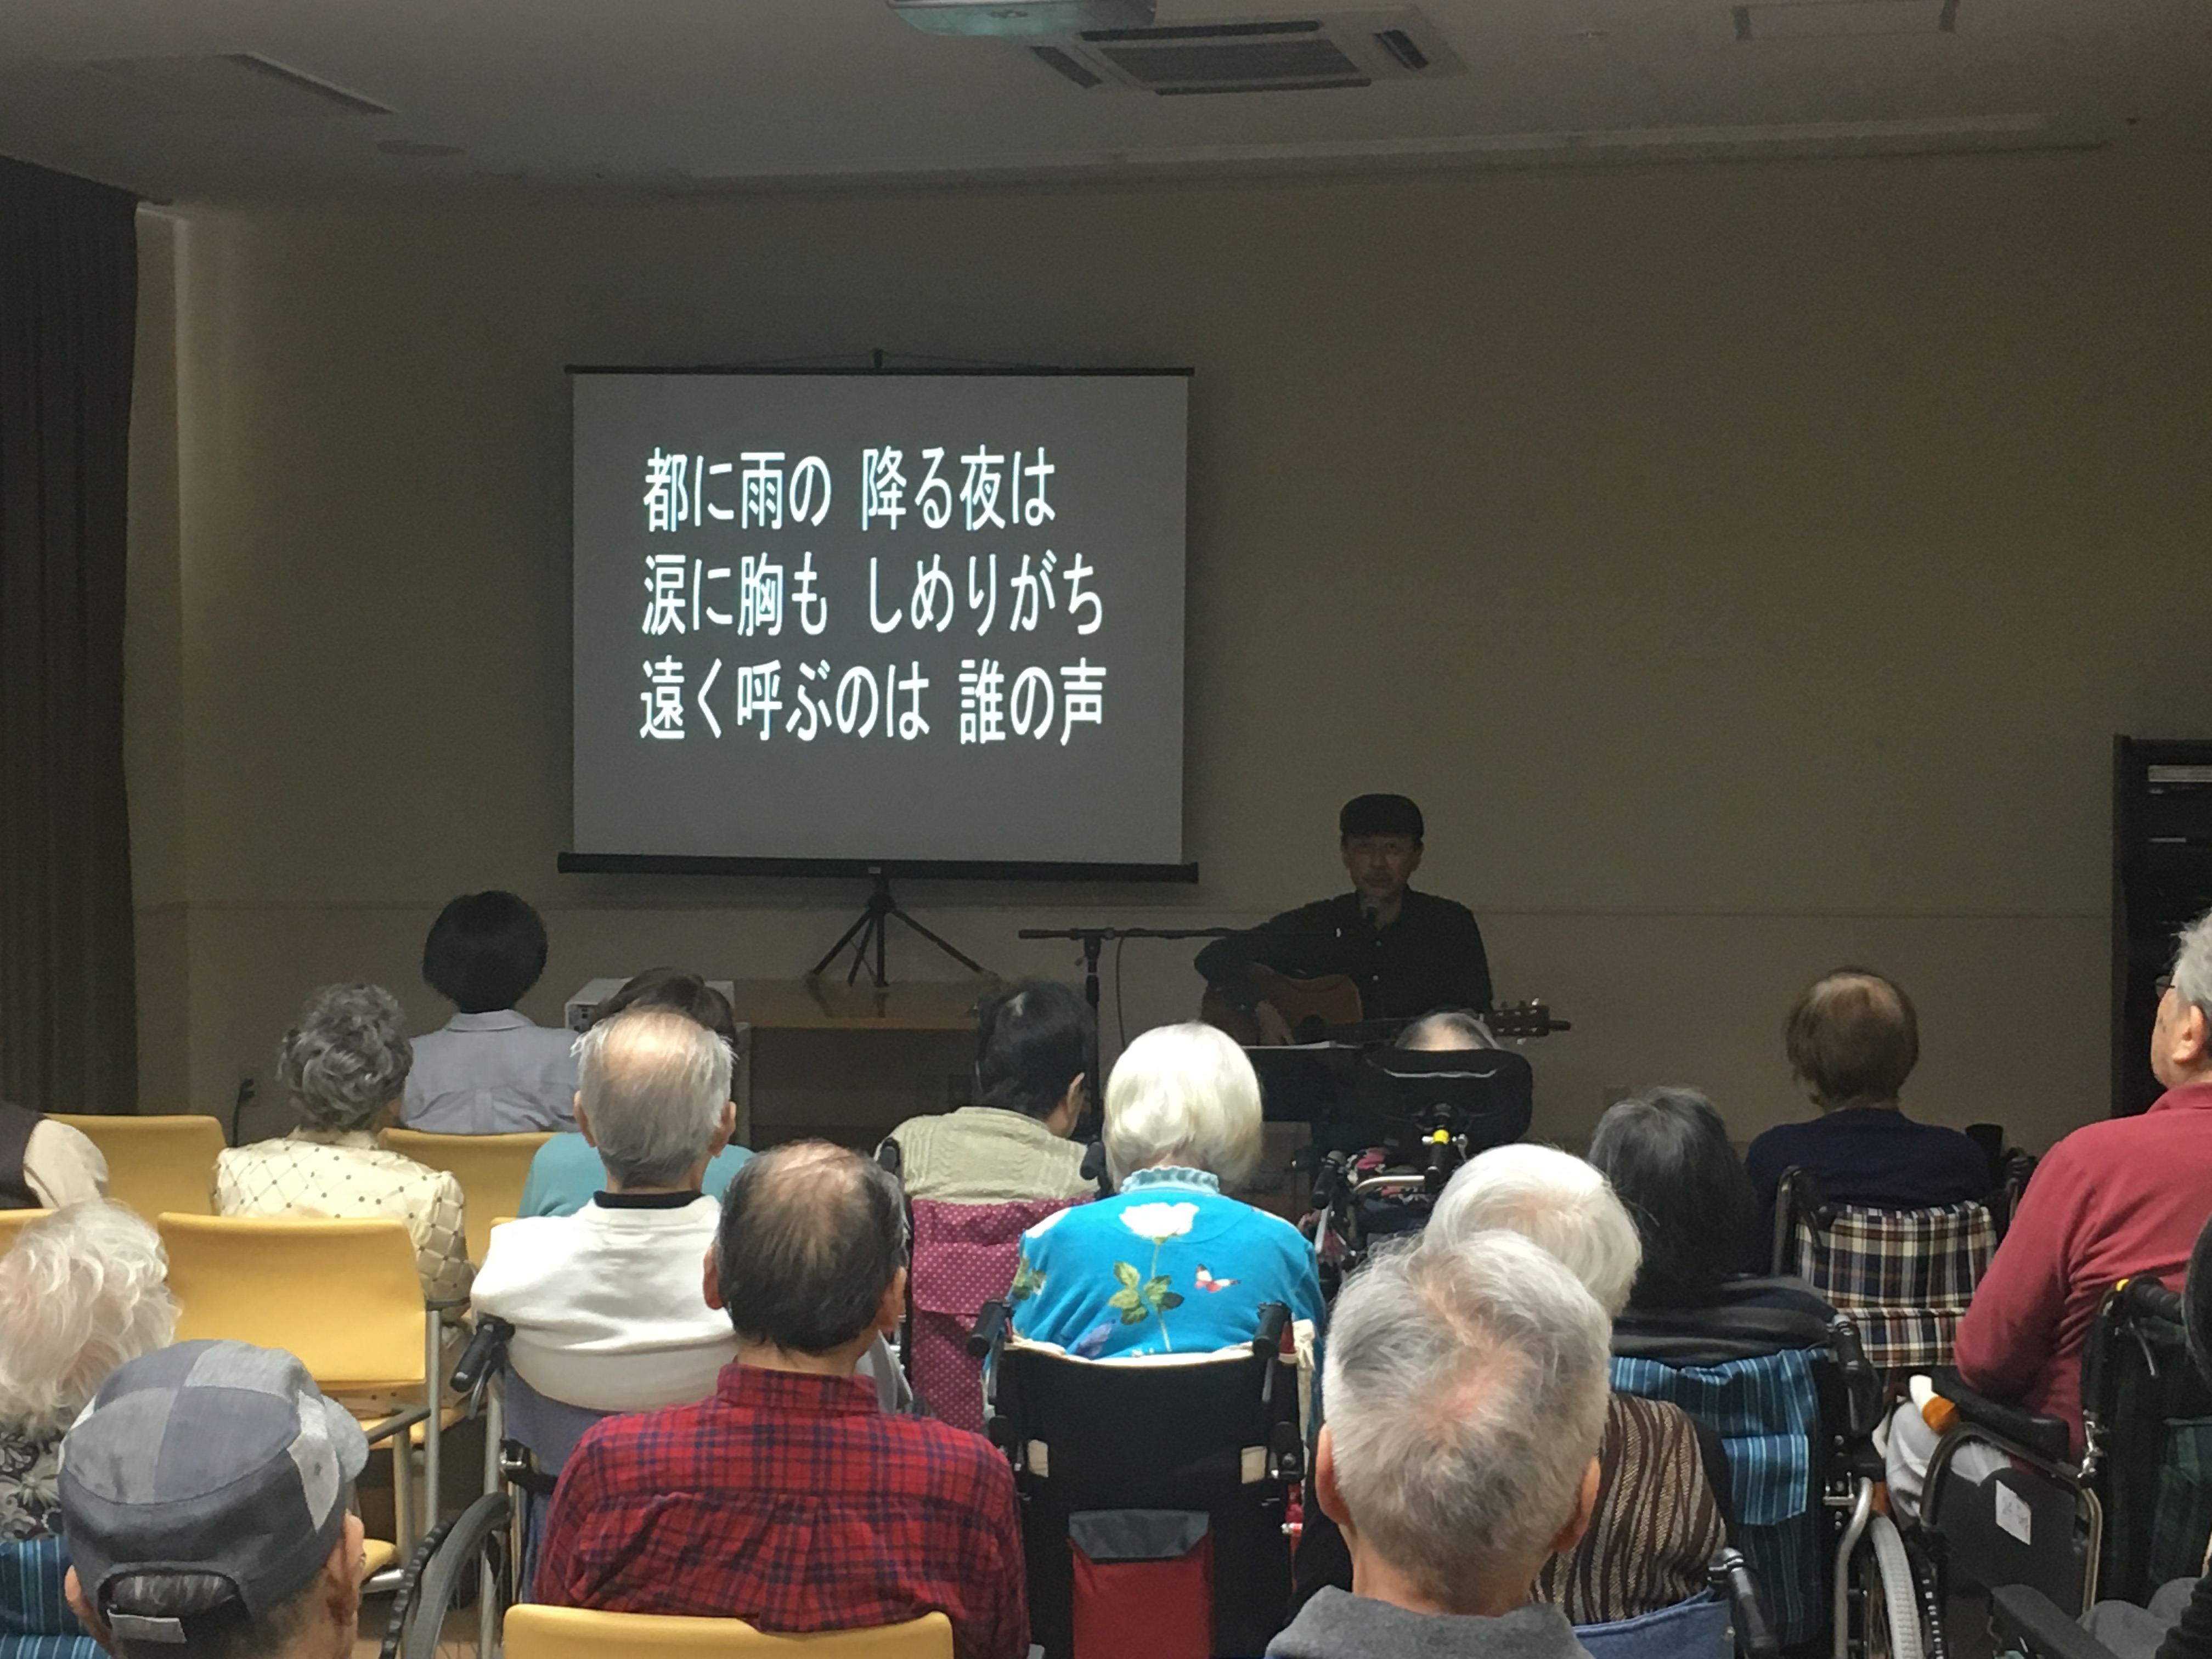 都に雨の 降る夜は
涙に胸も しめりがち
遠く呼ぶのは 誰の声